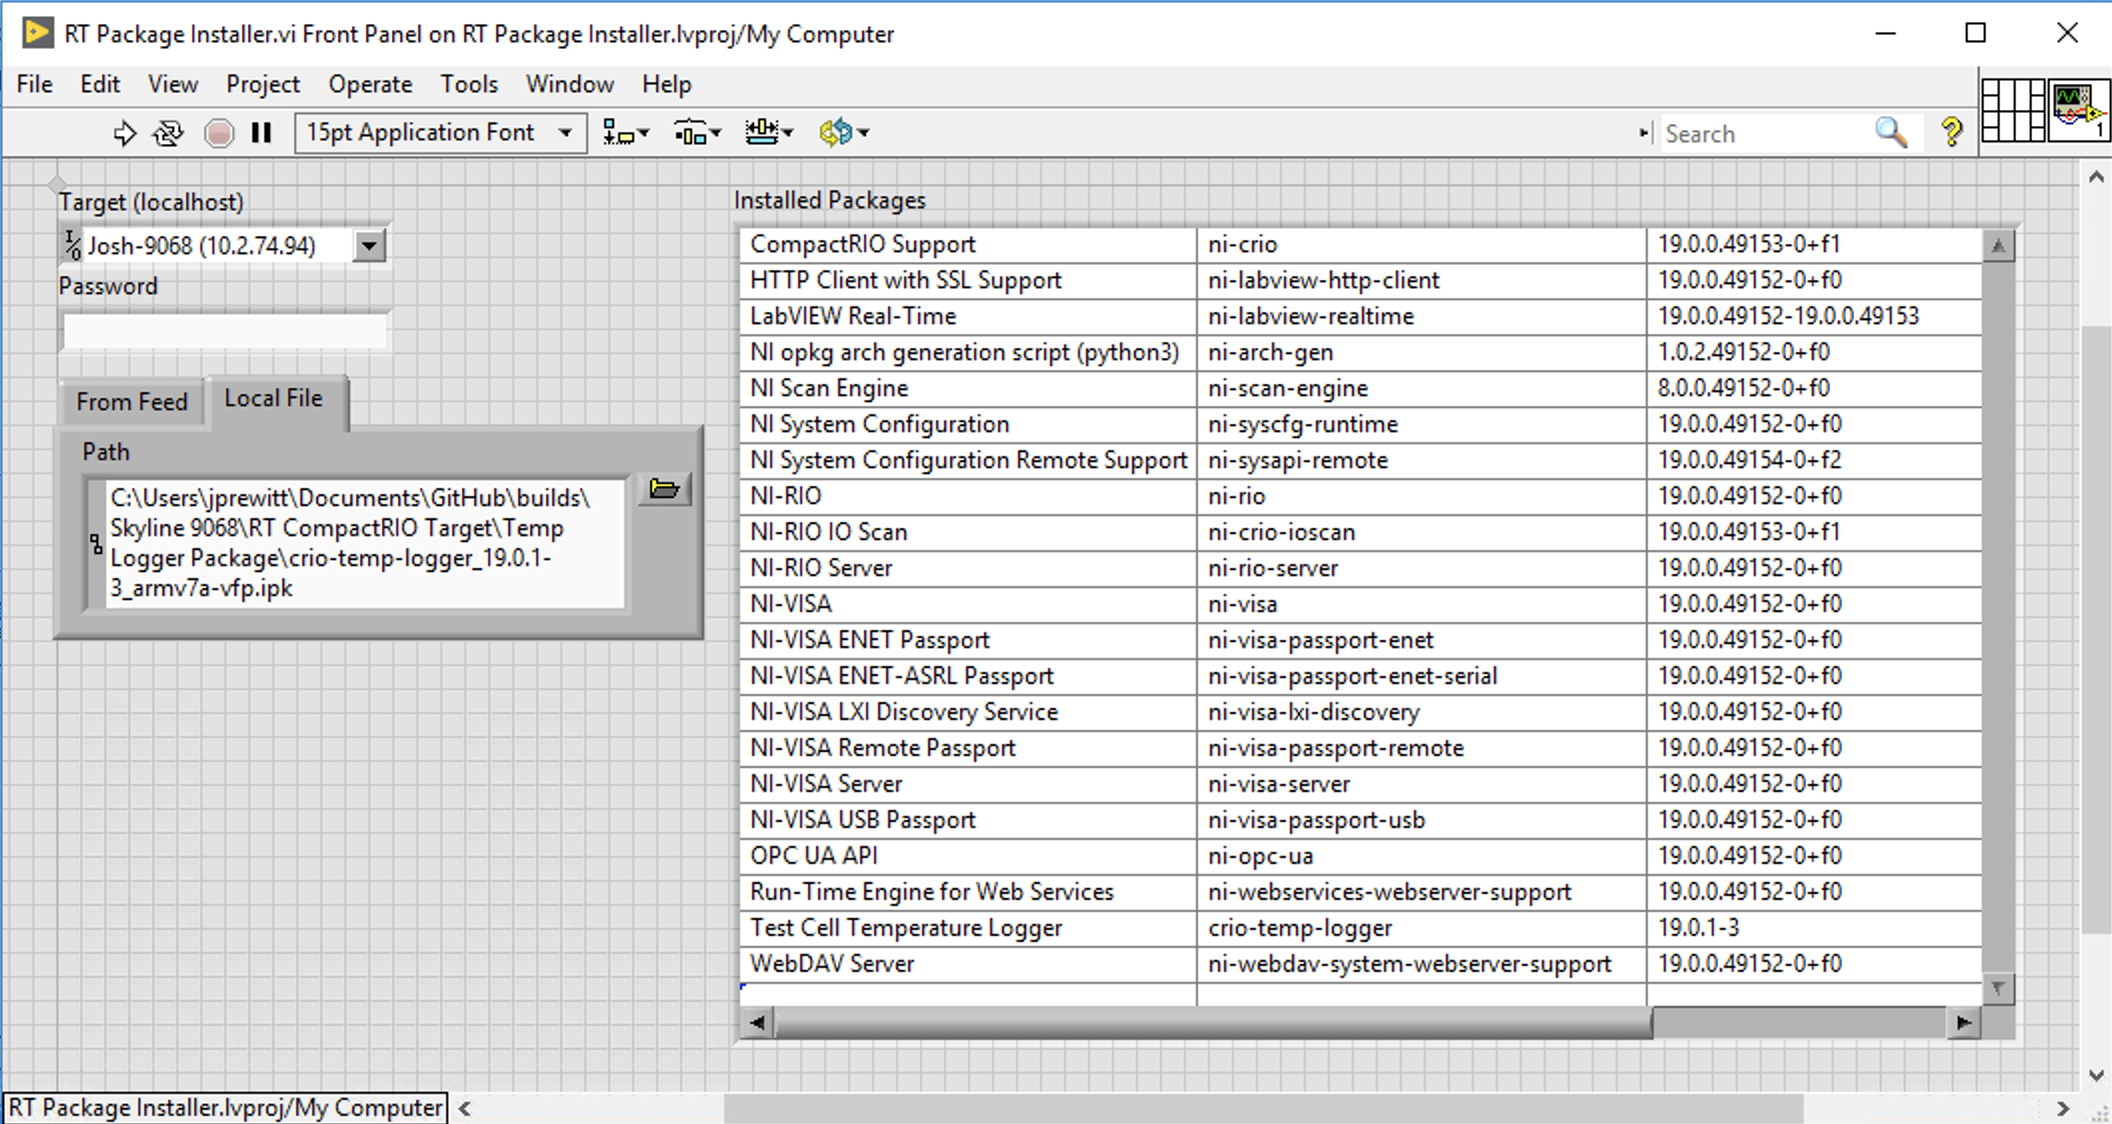 RT Package Installer.vi Front Panel on RT Package Installer.lvproj/My Computer
File Edit View Project Operate Tools Window Help
15pt Application Font
Search
1
Target (localhost)
Josh-9068 (10.2.74.94)
Password
From Feed Local File
Path
C:\Users\jprewitt\Documents\GitHub\builds\
Skyline 9068\RT CompactRIO Target\Temp
Logger Package\crio-temp-logger_19.0.1-
3_armv7a-vfp.ipk
Installed Packages
CompactRIO Support ni-crio 19.0.0.49153-0+f1
HTTP Client with SSL Support ni-labview-http-client 19.0.0.49152-0+f0
LabVIEW Real-Time ni-labview-realtime 19.0.0.49152-19.0.0.49153
NI opkg arch generation script (python3) ni-arch-gen 1.0.2.49152-0+f0
NI Scan Engine ni-scan-engine 8.0.0.49152-0+f0
NI System Configuration ni-syscfg-runtime 19.0.0.49152-0+f0
NI System Configuration Remote Support ni-sysapi-remote 19.0.0.49154-0+f2
NI-RIO ni-rio 19.0.0.49152-0+f0
NI-RIO IO Scan ni-crio-ioscan 19.0.0.49153-0+f1
NI-RIO Server ni-rio-server 19.0.0.49152-0+f0
NI-VISA ni-visa 19.0.0.49152-0+f0
NI-VISA ENET Passport ni-visa-passport-enet 19.0.0.49152-0+f0
NI-VISA ENET-ASRL Passport ni-visa-passport-enet-serial 19.0.0.49152-0+f0
NI-VISA LXI Discovery Service ni-visa-lxi-discovery 19.0.0.49152-0+f0
NI-VISA Remote Passport ni-visa-passport-remote 19.0.0.49152-0+f0
NI-VISA Server ni-visa-server 19.0.0.49152-0+f0
NI-VISA USB Passport ni-visa-passport-usb 19.0.0.49152-0+f0
OPC UA API ni-opc-ua 19.0.0.49152-0+f0
Run-Time Engine for Web Services ni-webservices-webserver-support 19.0.0.49152-0+f0
Test Cell Temperature Logger crio-temp-logger 19.0.1-3
WebDAV Server ni-webdav-system-webserver-support 19.0.0.49152-0+f0
RT Package Installer.lvproj/My Computer